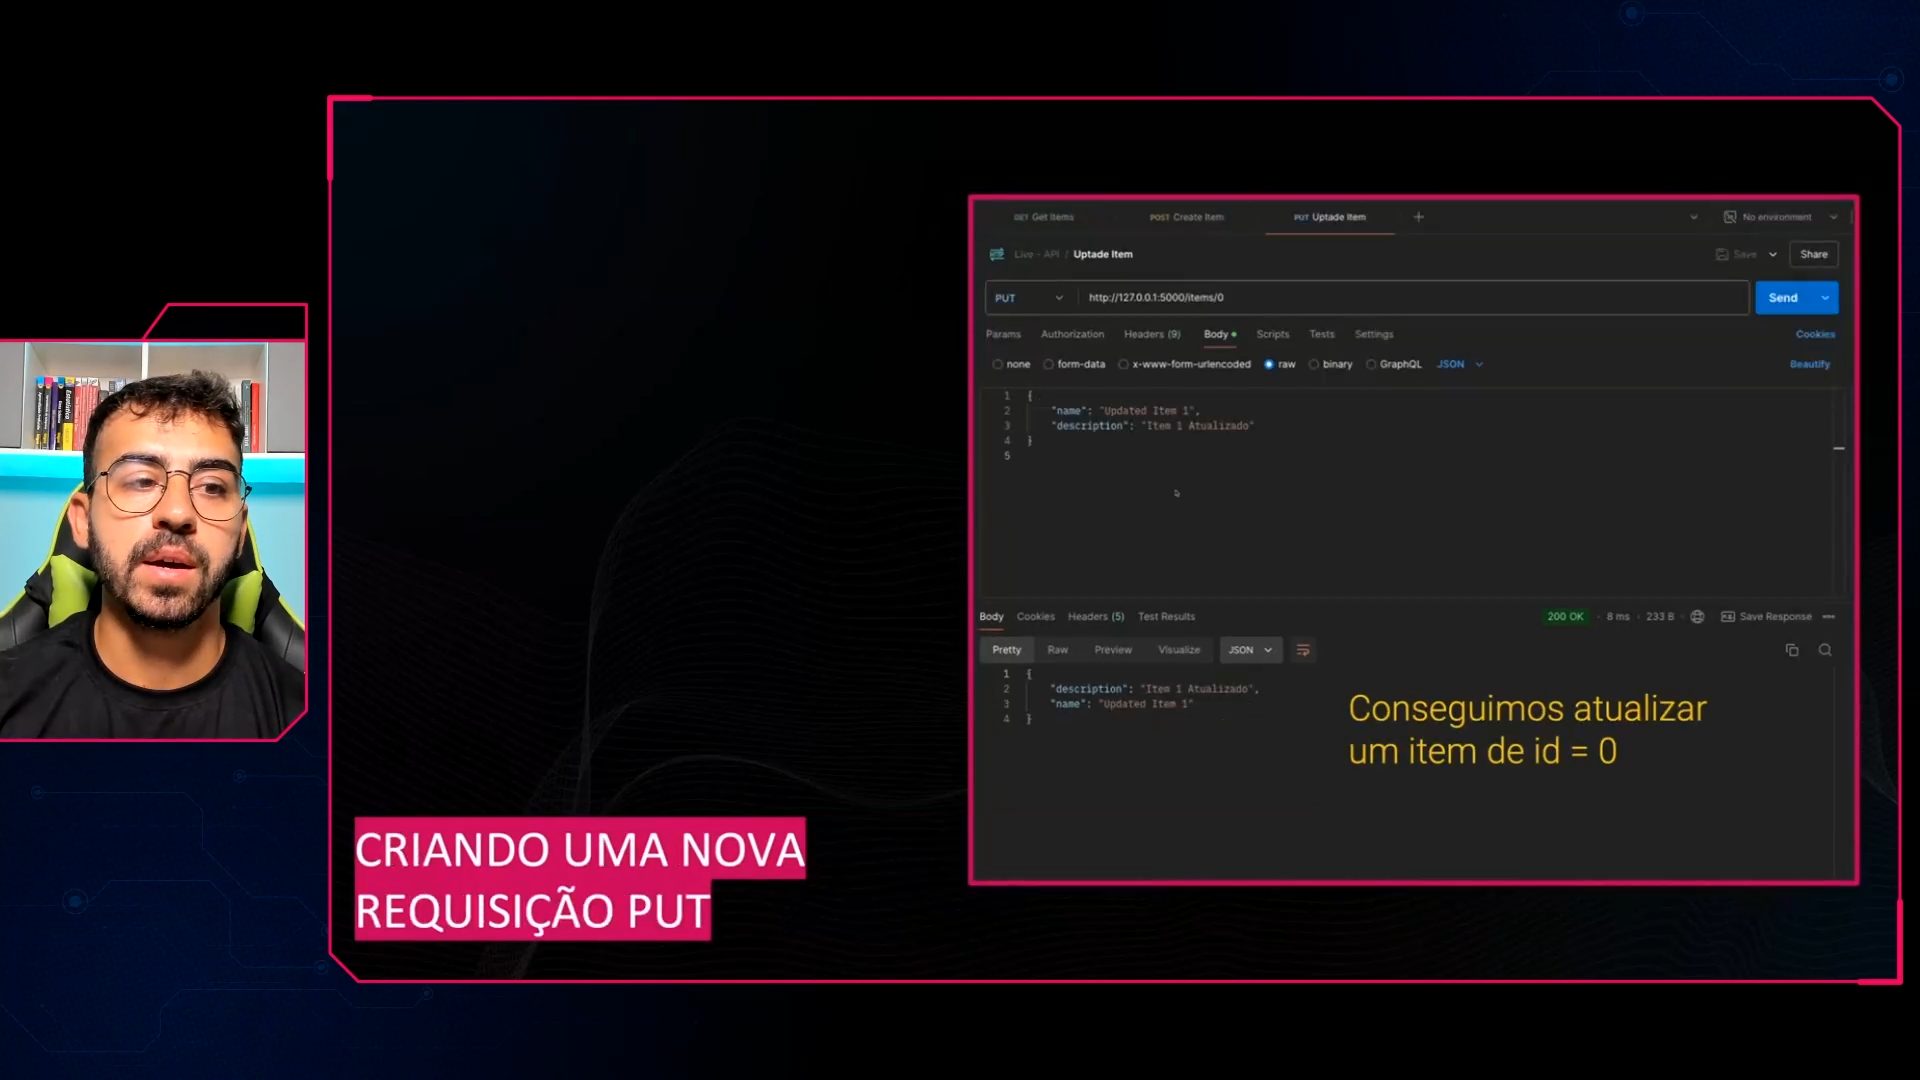 GET Get Items
POST Create Item
PUT Uptade Item
+
No environment
Live - API / Uptade Item
Save
Share
PUT
http://127.0.0.1:5000/items/0
Send
Params
Authorization
Headers (9)
Body
Scripts
Tests
Settings
Cookies
none
form-data
x-www-form-urlencoded
raw
binary
GraphQL
JSON
Beautify
1 {
2 "name": "Updated Item 1",
3 "description": "Item 1 Atualizado"
4 }
5
Body
Cookies
Headers (5)
Test Results
200 OK
8 ms
233 B
Save Response
Pretty
Raw
Preview
Visualize
JSON
1 {
2 "description": "Item 1 Atualizado",
3 "name": "Updated Item 1"
4 }
Conseguimos atualizar
um item de id = 0
CRIANDO UMA NOVA
REQUISIÇÃO PUT